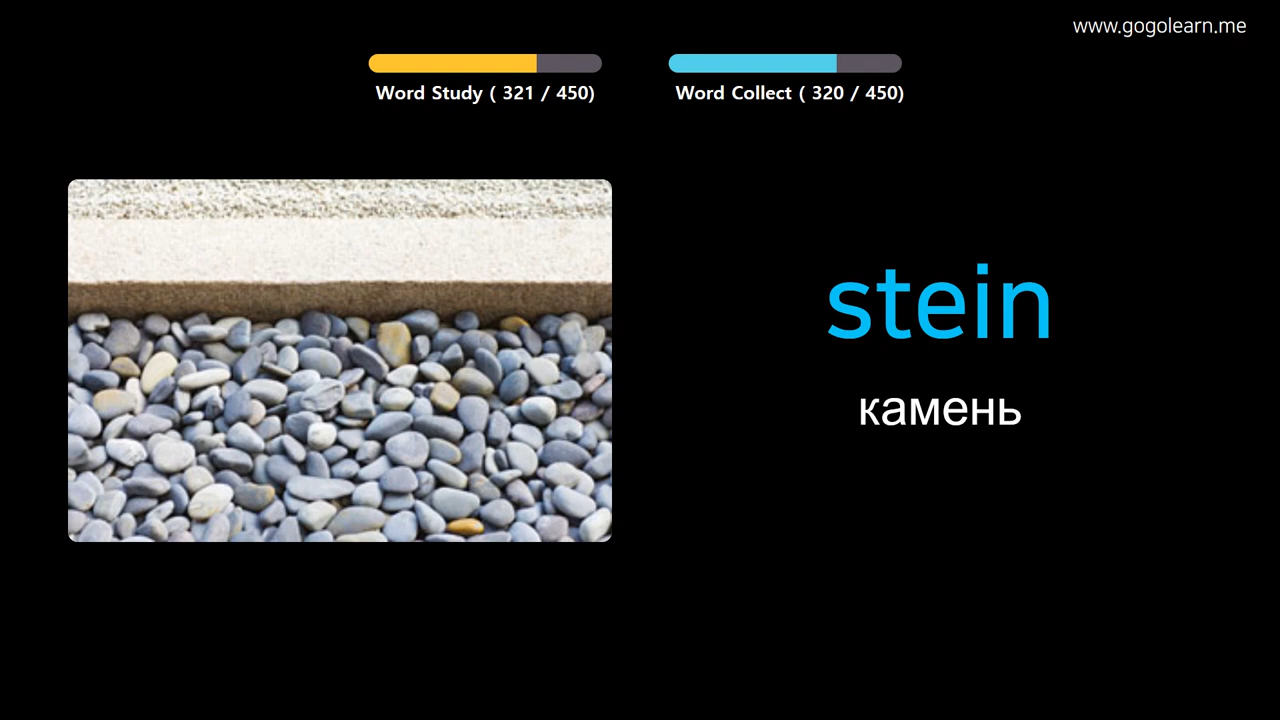 www.gogolearn.me
Word Study ( 321 / 450)
Word Collect ( 320 / 450)
stein
камень